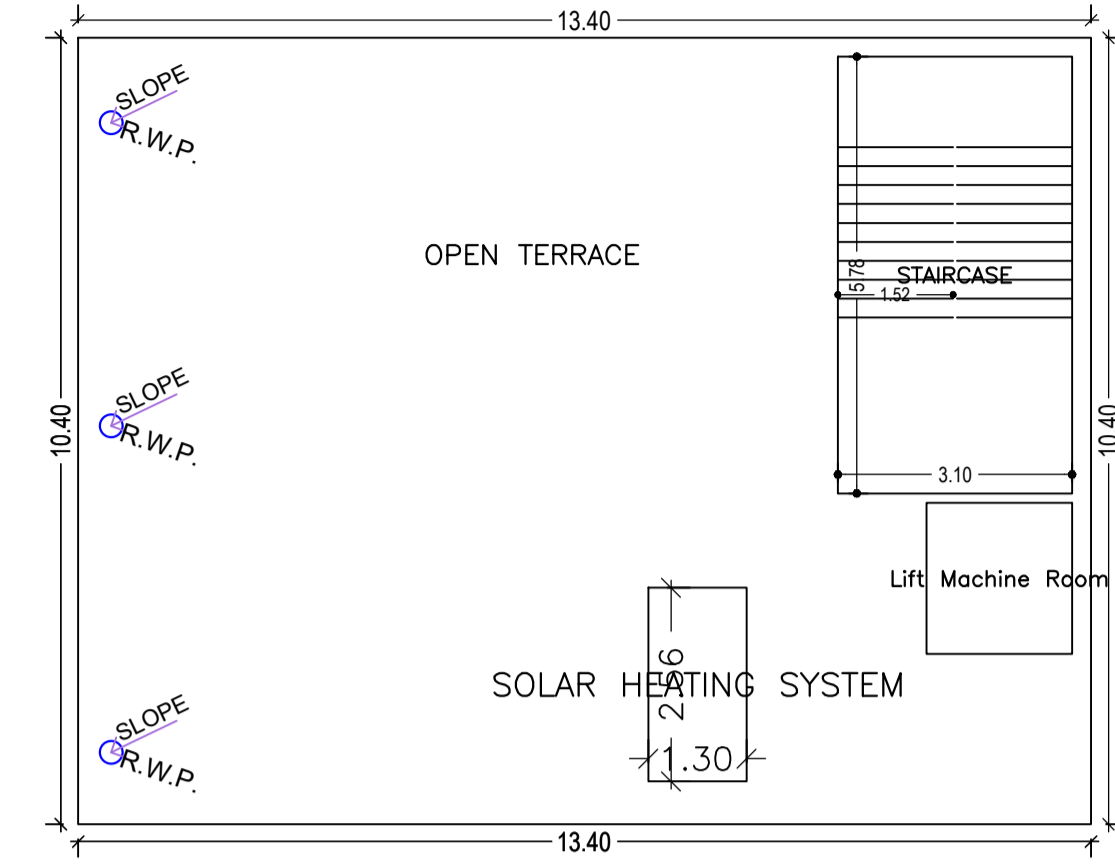 13.40
SLOPE
R.W.P.
OPEN TERRACE
5.78
STAIRCASE
1.52
SLOPE
R.W.P.
10.40
10.40
3.10
Lift Machine Room
2.56
SOLAR HEATING SYSTEM
SLOPE
R.W.P.
1.30
13.40